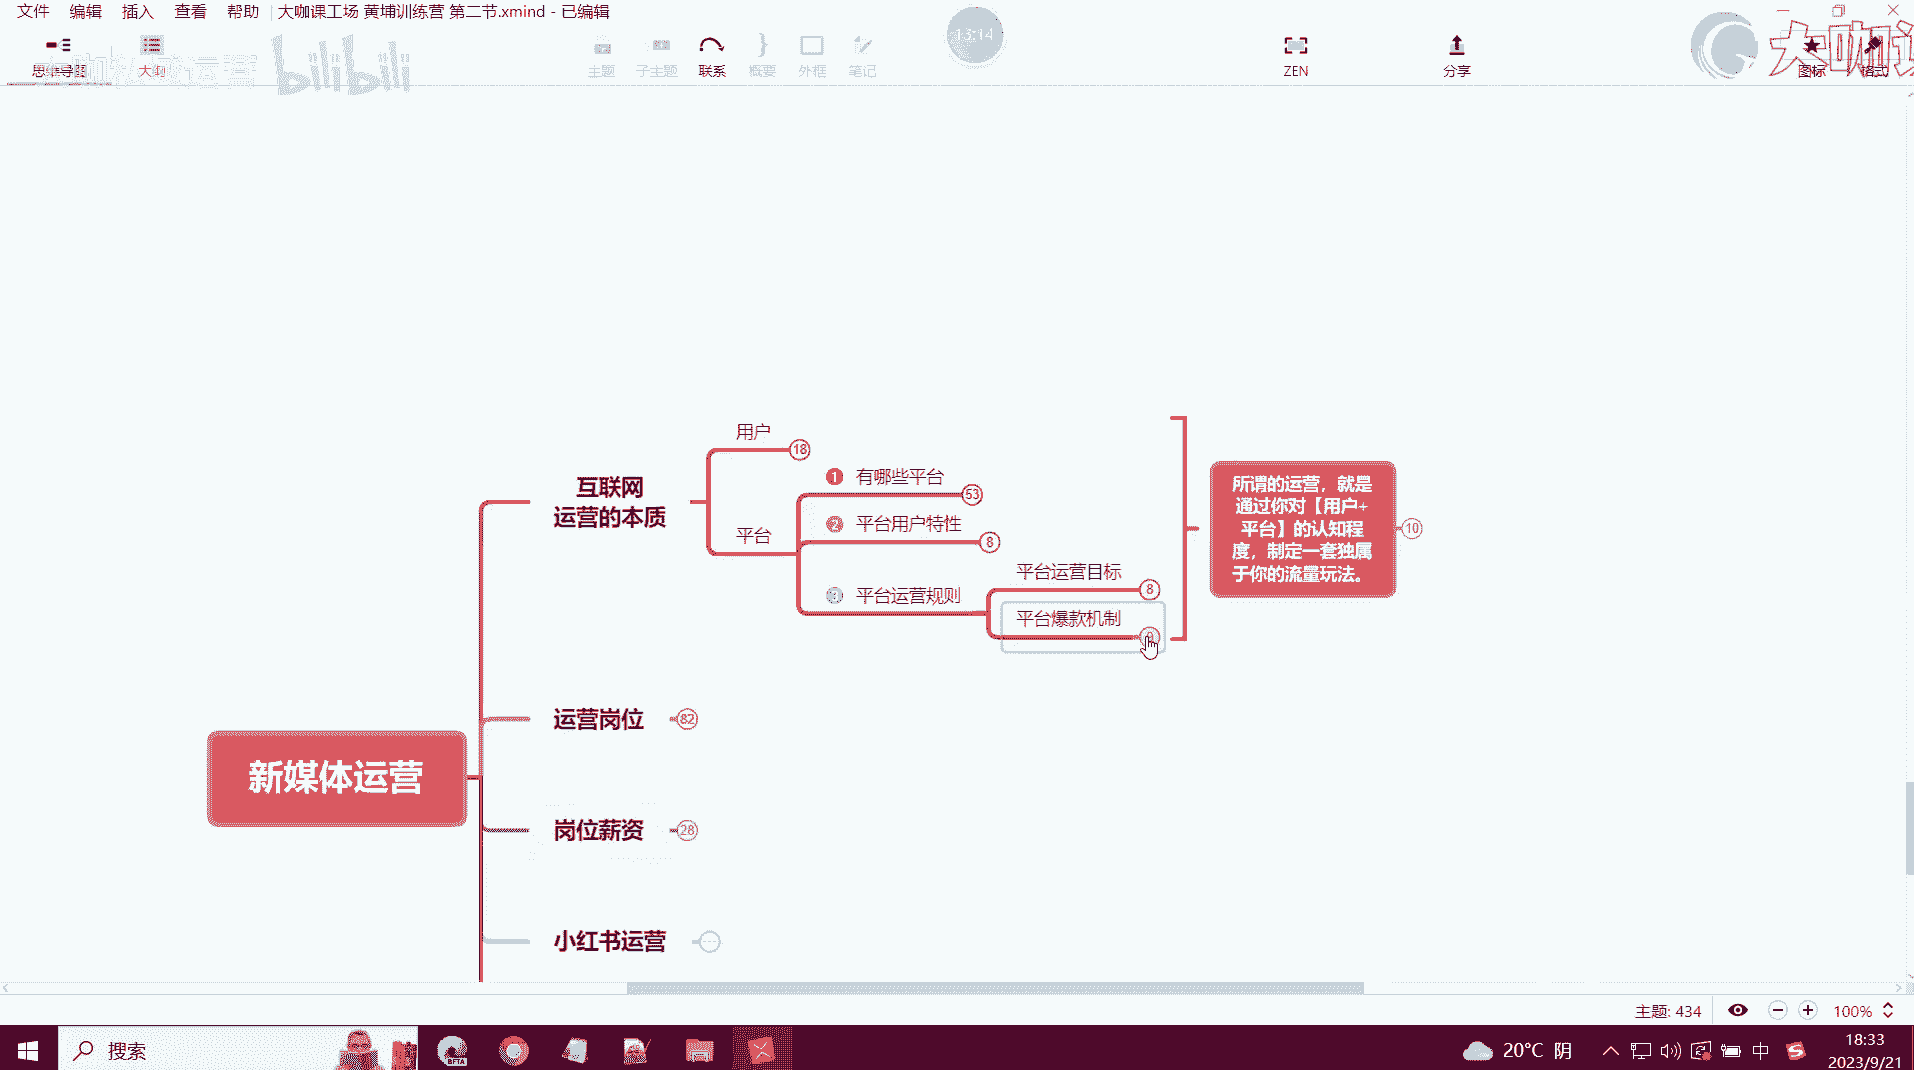 文件 编辑 插入 查看 帮助 大咖课工场 黄埔训练营 第二节.xmind - 已编辑
思维导图 大纲 主题 子主题 联系 概要 外框 笔记 ZEN 分享 图标 格式
bilibili
13:14
用户 18
1 有哪些平台 53
互联网
运营的本质
2 平台用户特性 8
平台
平台运营目标 8
3 平台运营规则
平台爆款机制
所谓的运营，就是
通过你对【用户+
平台】的认知程
度，制定一套独属
于你的流量玩法。
10
运营岗位 82
新媒体运营
岗位薪资 28
小红书运营
主题: 434 100%
搜索 BETA 20°C 阴 中 18:33
2023/9/21